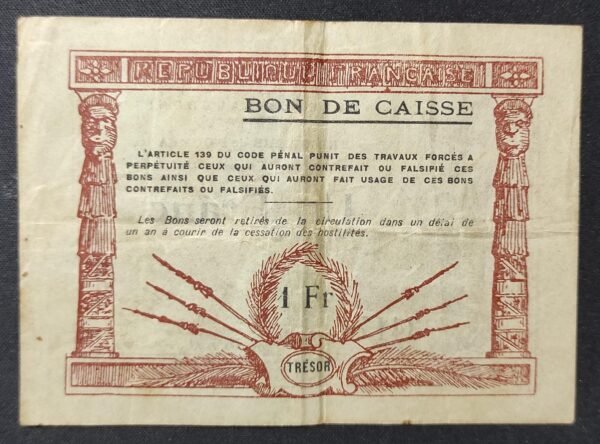 RÉPUBLIQUE FRANÇAISE
BON DE CAISSE
L'ARTICLE 139 DU CODE PÉNAL PUNIT DES TRAVAUX FORCÉS A
PERPÉTUITÉ CEUX QUI AURONT CONTREFAIT OU FALSIFIÉ CES
BONS AINSI QUE CEUX QUI AURONT FAIT USAGE DE CES BONS
CONTREFAITS OU FALSIFIÉS.
Les Bons seront retirés de la circulation dans un délai de
un an a courir de la cessation des hostilités.
1 Fr
TRÉSOR